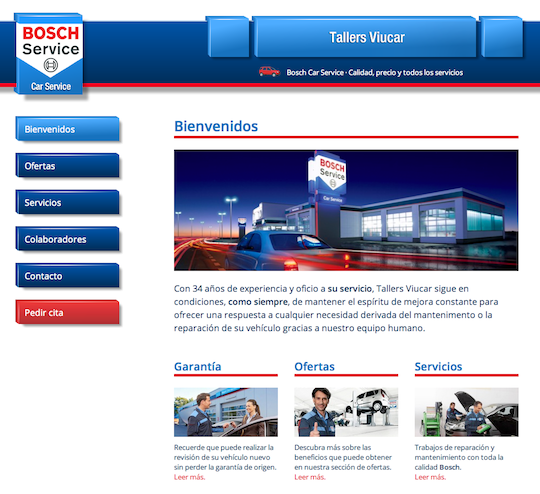 BOSCH
Service
Car Service
Tallers Viucar
Bosch Car Service · Calidad, precio y todos los servicios
Bienvenidos
Ofertas
Servicios
Colaboradores
Contacto
Pedir cita
Bienvenidos
BOSCH
Service
Car Service
Con 34 años de experiencia y oficio a su servicio, Tallers Viucar sigue en
condiciones, como siempre, de mantener el espíritu de mejora constante para
ofrecer una respuesta a cualquier necesidad derivada del mantenimento o la
reparación de su vehículo gracias a nuestro equipo humano.
Garantía
Recuerde que puede realizar la
revisión de su vehículo nuevo
sin perder la garantía de origen.
Leer más.
Ofertas
Descubra más sobre las
beneficios que puede obtener
en nuestra sección de ofertas.
Leer más.
Servicios
Trabajos de reparación y
mantenimiento con toda la
calidad Bosch.
Leer más.